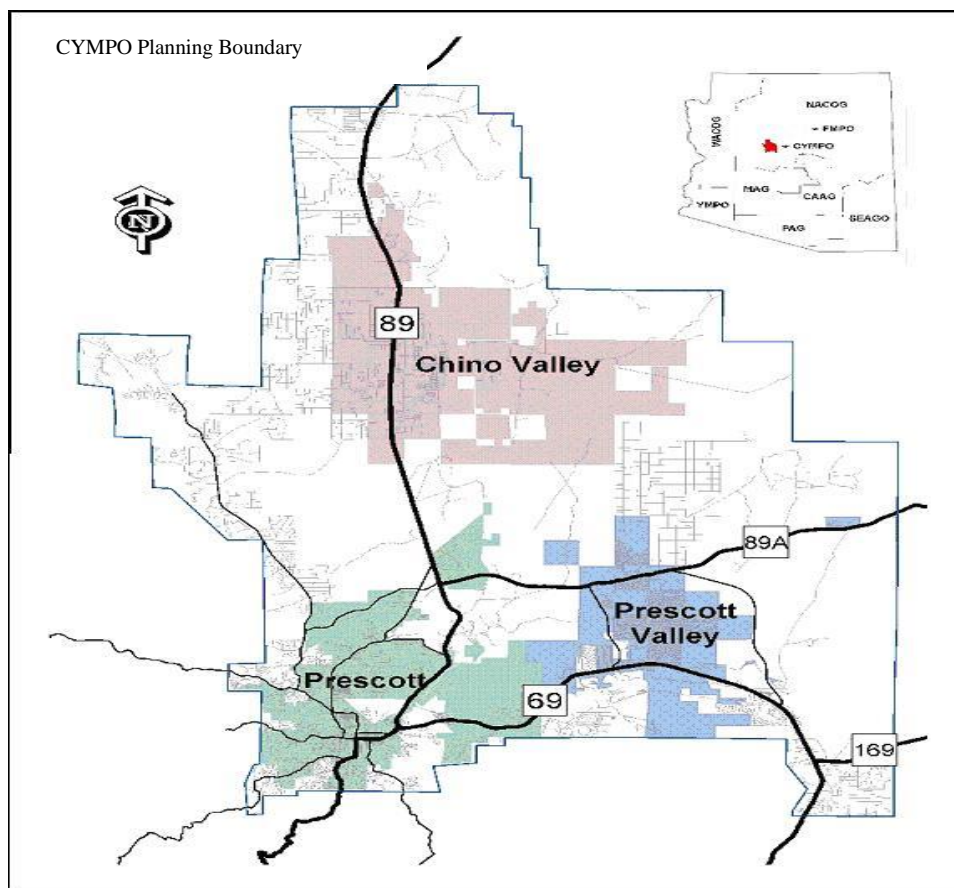 CYMPO Planning Boundary
NACOG
WACOG
FMPO
CYMPO
MAG
CAAG
YMPO
SEAGO
PAG
N
89
Chino Valley
89A
Prescott
Valley
Prescott
69
169